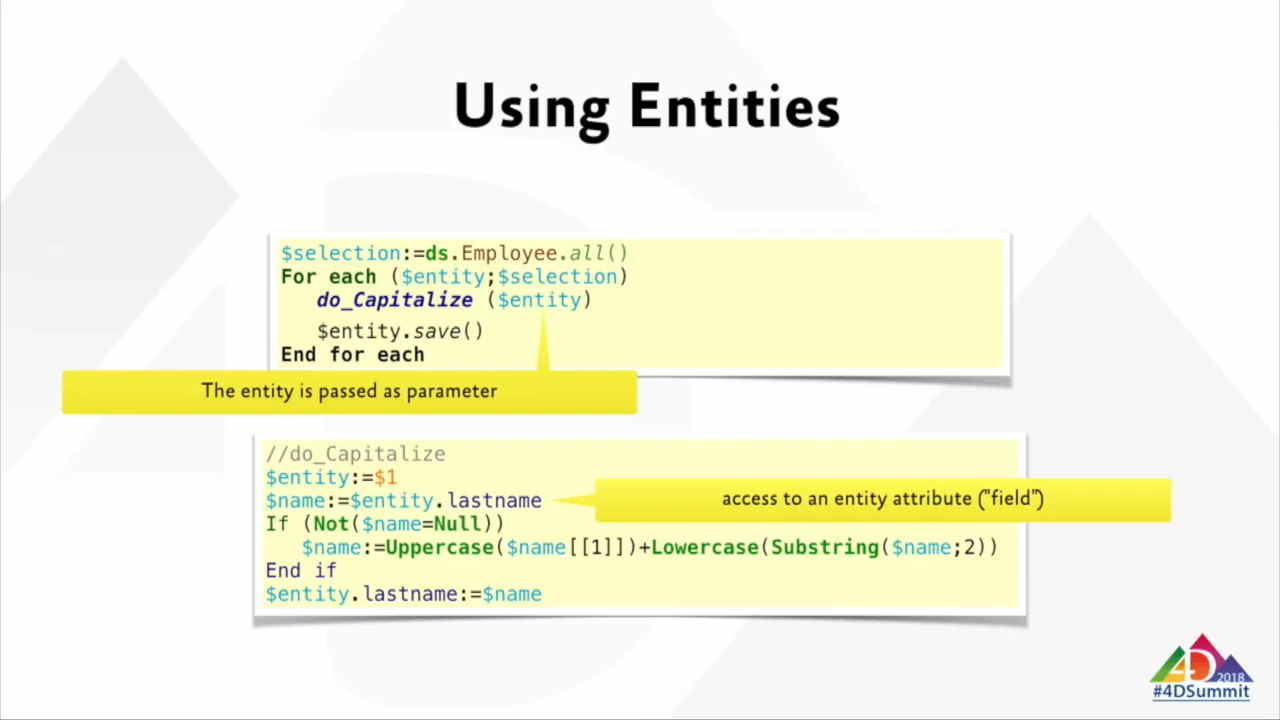 Using Entities
$selection:=ds.Employee.all()
For each ($entity;$selection)
do_Capitalize ($entity)
$entity.save()
End for each
The entity is passed as parameter
//do_Capitalize
$entity:=$1
$name:=$entity.lastname
access to an entity attribute ("field")
If (Not($name=Null))
$name:=Uppercase($name[[1]])+Lowercase(Substring($name;2))
End if
$entity.lastname:=$name
4D 2018
#4DSummit